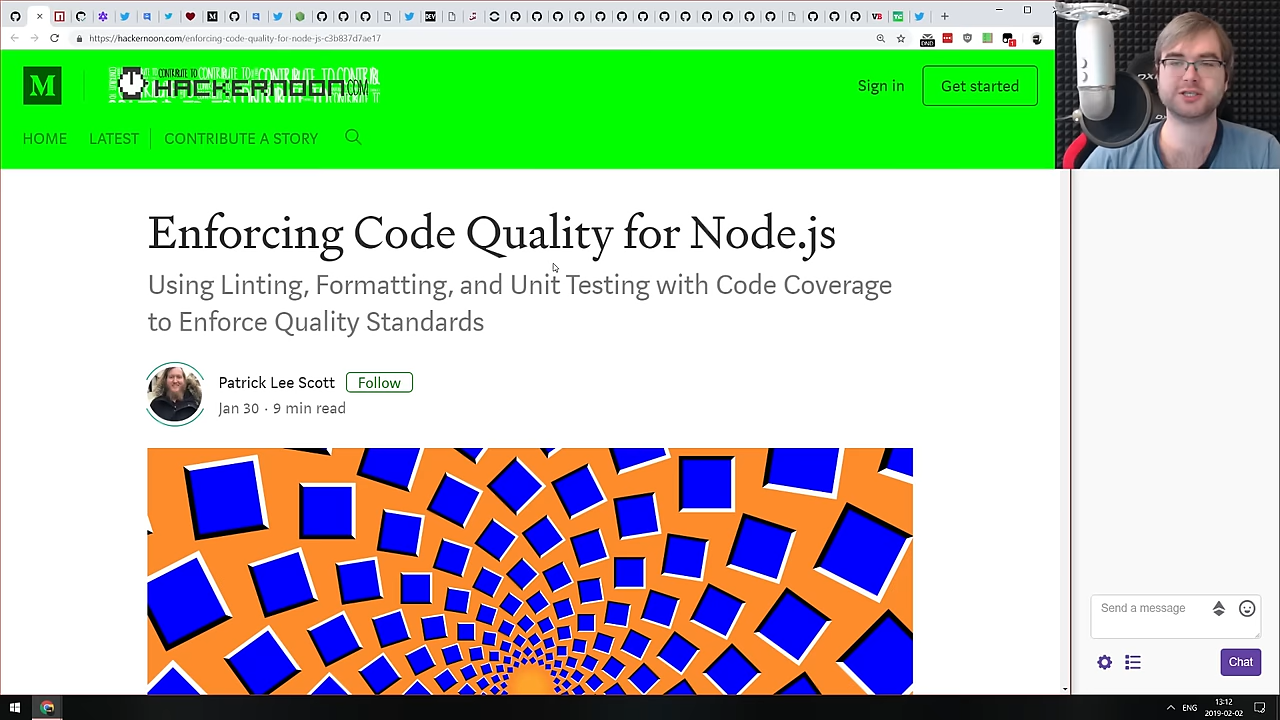 https://hackernoon.com/enforcing-code-quality-for-node-js-c3b837d7ae17
M
HACKERNOON.COM
Sign in
Get started
HOME
LATEST
CONTRIBUTE A STORY
Enforcing Code Quality for Node.js
Using Linting, Formatting, and Unit Testing with Code Coverage
to Enforce Quality Standards
Patrick Lee Scott
Follow
Jan 30 · 9 min read
Send a message
Chat
ENG
13:12
2019-02-02